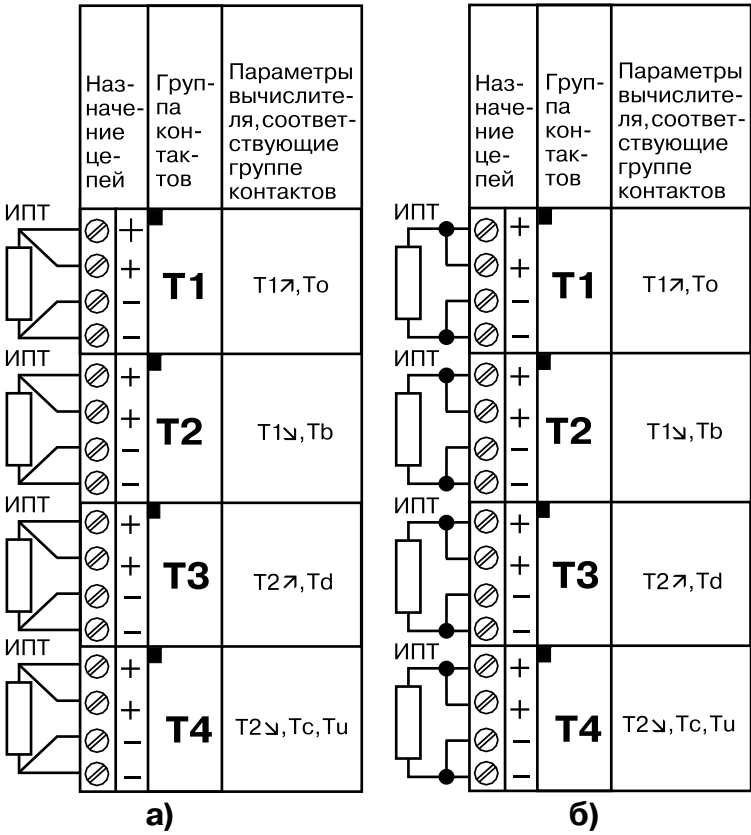 Наз-
наче-
ние
це-
пей
Груп-
па
кон-
так-
тов
Параметры
вычислите-
ля,соответ-
ствующие
группе
контактов
ИПТ
+
+
−
−
T1
T1↗,To
ИПТ
+
+
−
−
T2
T1↘,Tb
ИПТ
+
+
−
−
T3
T2↗,Td
ИПТ
+
+
−
−
T4
T2↘,Tc,Tu
а)
Наз-
наче-
ние
це-
пей
Груп-
па
кон-
так-
тов
Параметры
вычислите-
ля,соответ-
ствующие
группе
контактов
ИПТ
+
+
−
−
T1
T1↗,To
ИПТ
+
+
−
−
T2
T1↘,Tb
ИПТ
+
+
−
−
T3
T2↗,Td
ИПТ
+
+
−
−
T4
T2↘,Tc,Tu
б)